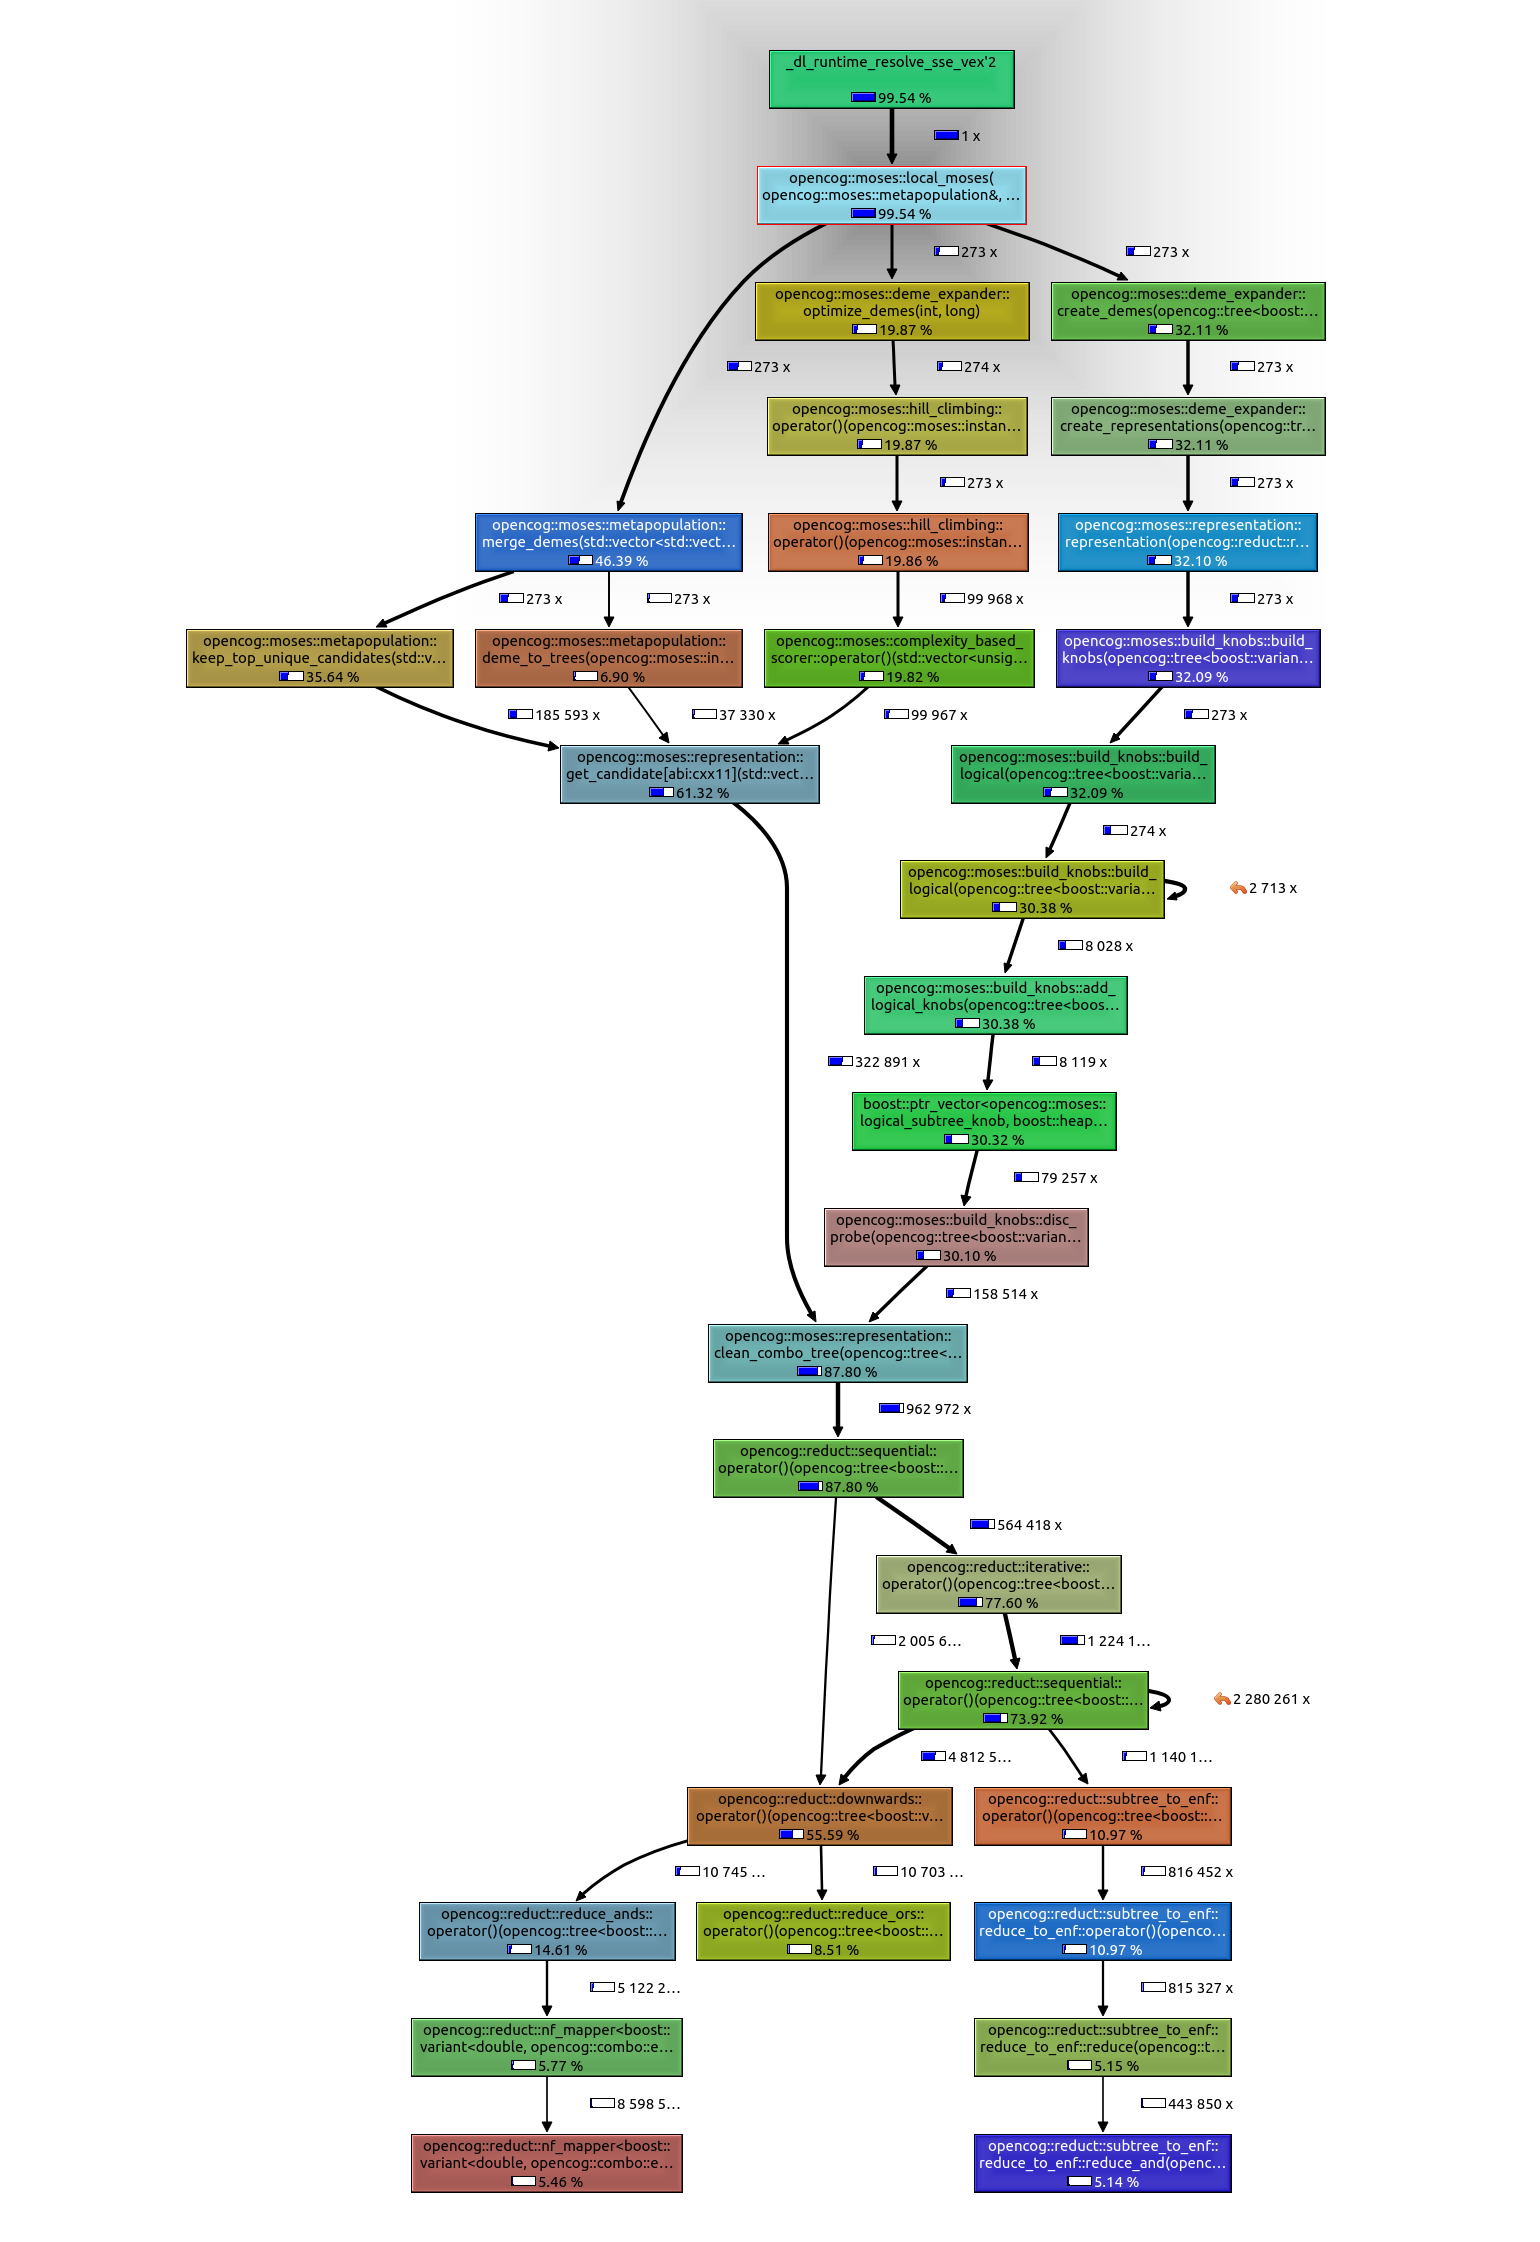 _dl_runtime_resolve_sse_vex'2
99.54 %
1 x
opencog::moses::local_moses(
opencog::moses::metapopulation&, ...
99.54 %
273 x
273 x
opencog::moses::deme_expander::
optimize_demes(int, long)
19.87 %
opencog::moses::deme_expander::
create_demes(opencog::tree<boost:...
32.11 %
273 x
274 x
273 x
opencog::moses::hill_climbing::
operator()(opencog::moses::instan...
19.87 %
opencog::moses::deme_expander::
create_representations(opencog::tr...
32.11 %
273 x
273 x
opencog::moses::metapopulation::
merge_demes(std::vector<std::vect...
46.39 %
opencog::moses::hill_climbing::
operator()(opencog::moses::instan...
19.86 %
opencog::moses::representation::
representation(opencog::reduct::r...
32.10 %
273 x
273 x
99 968 x
273 x
opencog::moses::metapopulation::
keep_top_unique_candidates(std::v...
35.64 %
opencog::moses::metapopulation::
deme_to_trees(opencog::moses::in...
6.90 %
opencog::moses::complexity_based_
scorer::operator()(std::vector<unsig...
19.82 %
opencog::moses::build_knobs::build_
knobs(opencog::tree<boost::varian...
32.09 %
185 593 x
37 330 x
99 967 x
273 x
opencog::moses::representation::
get_candidate[abi:cxx11](std::vect...
61.32 %
opencog::moses::build_knobs::build_
logical(opencog::tree<boost::varia...
32.09 %
274 x
opencog::moses::build_knobs::build_
logical(opencog::tree<boost::varia...
30.38 %
2 713 x
8 028 x
opencog::moses::build_knobs::add_
logical_knobs(opencog::tree<boos...
30.38 %
322 891 x
8 119 x
boost::ptr_vector<opencog::moses::
logical_subtree_knob, boost::heap...
30.32 %
79 257 x
opencog::moses::build_knobs::disc_
probe(opencog::tree<boost::varian...
30.10 %
158 514 x
opencog::moses::representation::
clean_combo_tree(opencog::tree<...
87.80 %
962 972 x
opencog::reduct::sequential::
operator()(opencog::tree<boost::...
87.80 %
564 418 x
opencog::reduct::iterative::
operator()(opencog::tree<boost...
77.60 %
2 005 6...
1 224 1...
opencog::reduct::sequential::
operator()(opencog::tree<boost::...
73.92 %
2 280 261 x
4 812 5...
1 140 1...
opencog::reduct::downwards::
operator()(opencog::tree<boost::v...
55.59 %
opencog::reduct::subtree_to_enf::
operator()(opencog::tree<boost::...
10.97 %
10 745 ...
10 703 ...
816 452 x
opencog::reduct::reduce_ands::
operator()(opencog::tree<boost::...
14.61 %
opencog::reduct::reduce_ors::
operator()(opencog::tree<boost::...
8.51 %
opencog::reduct::subtree_to_enf::
reduce_to_enf::operator()(openco...
10.97 %
5 122 2...
815 327 x
opencog::reduct::nf_mapper<boost::
variant<double, opencog::combo::e...
5.77 %
opencog::reduct::subtree_to_enf::
reduce_to_enf::reduce(opencog::t...
5.15 %
8 598 5...
443 850 x
opencog::reduct::nf_mapper<boost::
variant<double, opencog::combo::e...
5.46 %
opencog::reduct::subtree_to_enf::
reduce_to_enf::reduce_and(openc...
5.14 %